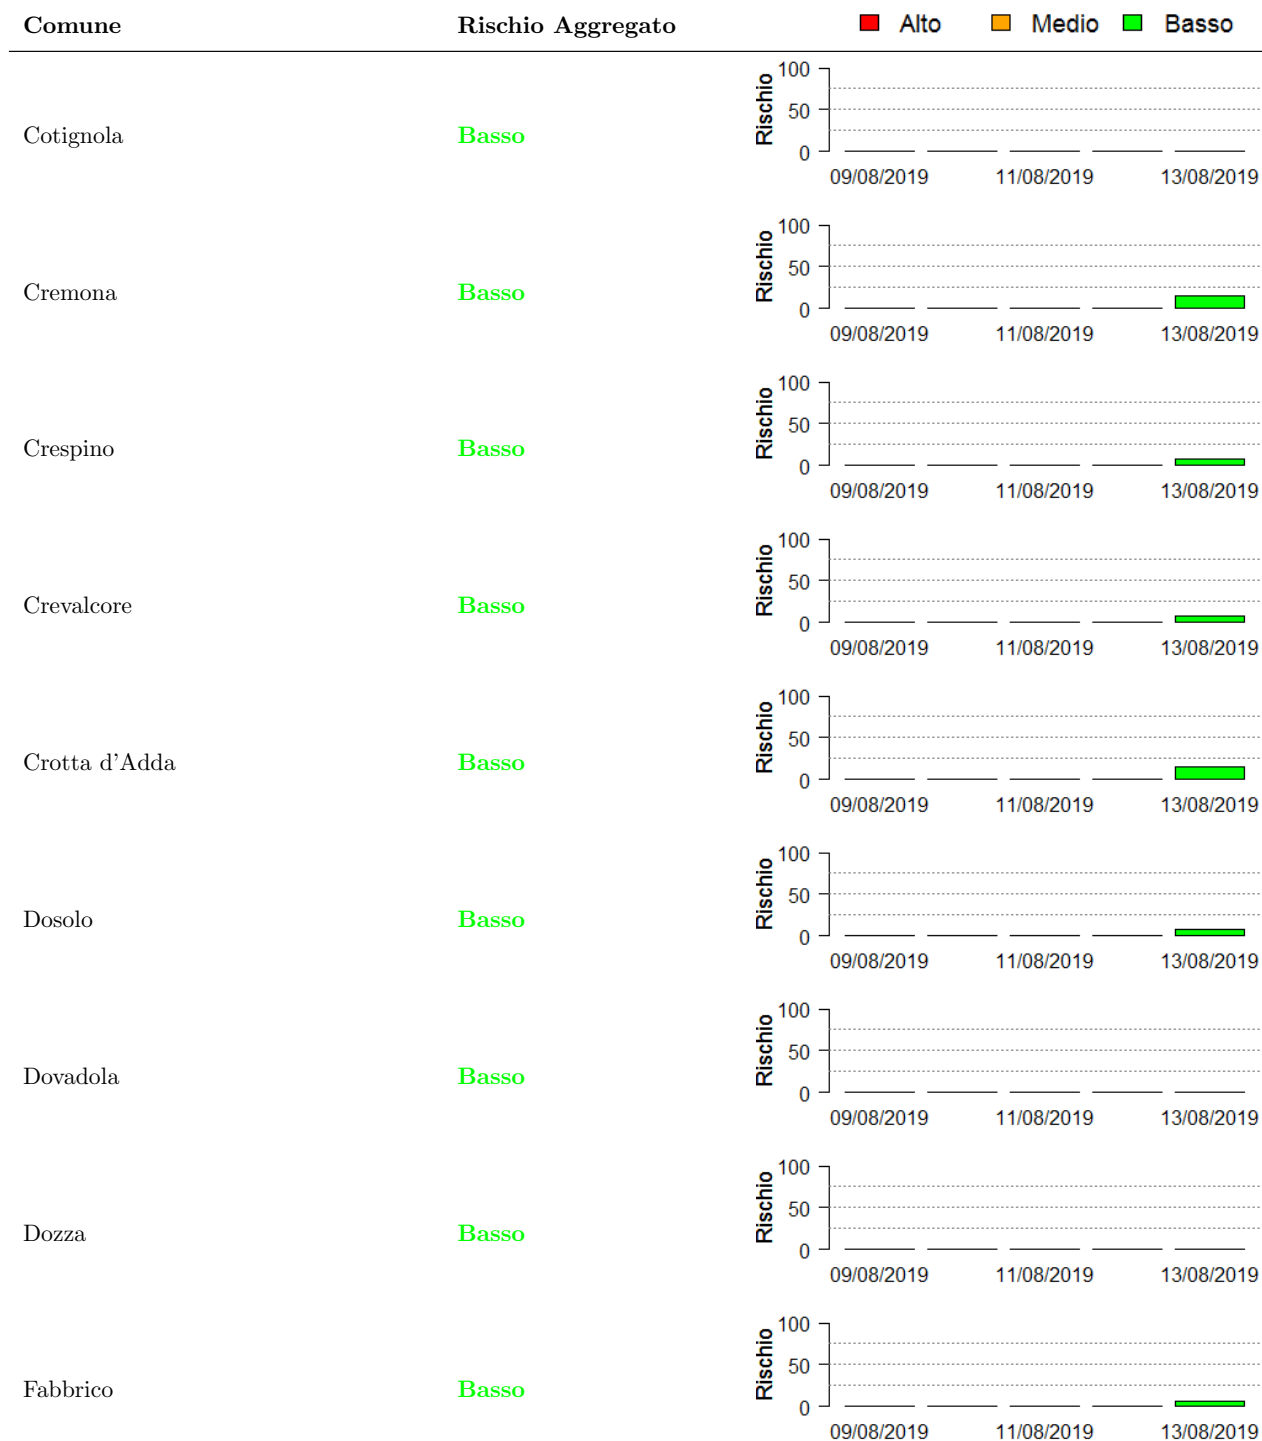 Comune Rischio Aggregato Alto Medio Basso
100
50
0
Rischio
Cotignola Basso
09/08/2019 11/08/2019 13/08/2019
100
50
0
Rischio
Cremona Basso
09/08/2019 11/08/2019 13/08/2019
100
50
0
Rischio
Crespino Basso
09/08/2019 11/08/2019 13/08/2019
100
50
0
Rischio
Crevalcore Basso
09/08/2019 11/08/2019 13/08/2019
100
50
0
Rischio
Crotta d'Adda Basso
09/08/2019 11/08/2019 13/08/2019
100
50
0
Rischio
Dosolo Basso
09/08/2019 11/08/2019 13/08/2019
100
50
0
Rischio
Dovadola Basso
09/08/2019 11/08/2019 13/08/2019
100
50
0
Rischio
Dozza Basso
09/08/2019 11/08/2019 13/08/2019
100
50
0
Rischio
Fabbrico Basso
09/08/2019 11/08/2019 13/08/2019